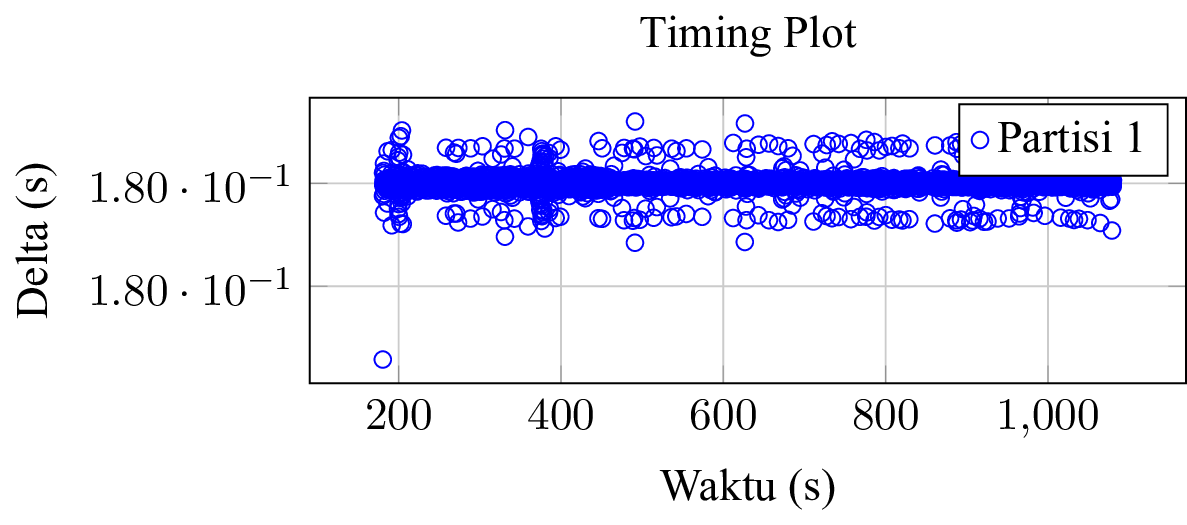 Timing Plot
Partisi 1
Delta (s)
1.80 · 10⁻¹
1.80 · 10⁻¹
200 400 600 800 1,000
Waktu (s)